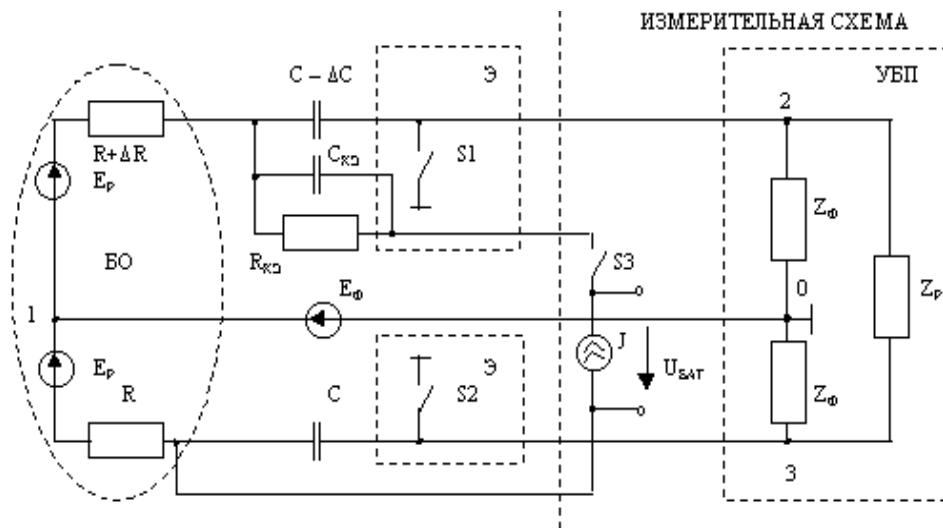 ИЗМЕРИТЕЛЬНАЯ СХЕМА
C – ΔC
Э
УБП
2
R+ΔR
Cкэ
S1
Eр
Zф
БО
Rкэ
S3
0
Eф
Zр
1
J
Eр
Э
Uбат
R
C
S2
Zф
3